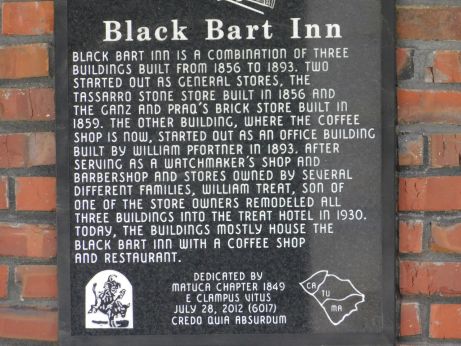 Black Bart Inn
BLACK BART INN IS A COMBINATION OF THREE
BUILDINGS BUILT FROM 1856 TO 1893. TWO
STARTED OUT AS GENERAL STORES, THE
TASSARO STONE STORE BUILT IN 1856 AND
THE GANZ AND PRAQ'S BRICK STORE BUILT IN
1859. THE OTHER BUILDING, WHERE THE COFFEE
SHOP IS NOW, STARTED OUT AS AN OFFICE BUILDING
BUILT BY WILLIAM PFORTNER IN 1893. AFTER
SERVING AS A WATCHMAKER'S SHOP AND
BARBERSHOP AND STORES OWNED BY SEVERAL
DIFFERENT FAMILIES, WILLIAM TREAT, SON OF
ONE OF THE STORE OWNERS REMODELED ALL
THREE BUILDINGS INTO THE TREAT HOTEL IN 1930.
TODAY, THE BUILDINGS MOSTLY HOUSE THE
BLACK BART INN WITH A COFFEE SHOP
AND RESTAURANT.
DEDICATED BY
MATUCA CHAPTER 1849
E CLAMPUS VITUS
JULY 28, 2012 (6017)
CREDO QUIA ABSURDUM
CA
TU
MA